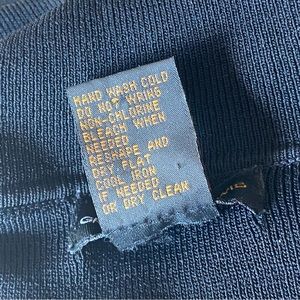 HAND WASH COLD
DO NOT WRING
NON-CHLORINE
BLEACH WHEN
NEEDED
RESHAPE AND
DRY FLAT
COOL IRON
IF NEEDED
OR DRY CLEAN